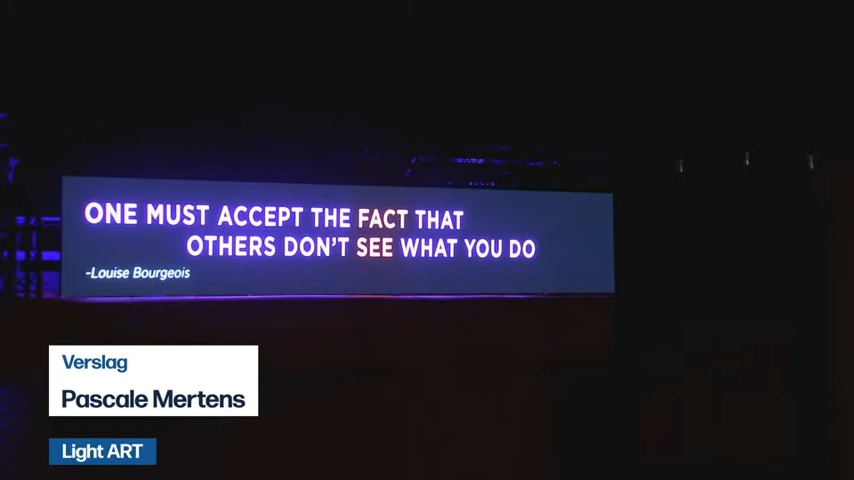 ONE MUST ACCEPT THE FACT THAT
OTHERS DON'T SEE WHAT YOU DO
-Louise Bourgeois
Verslag
Pascale Mertens
Light ART